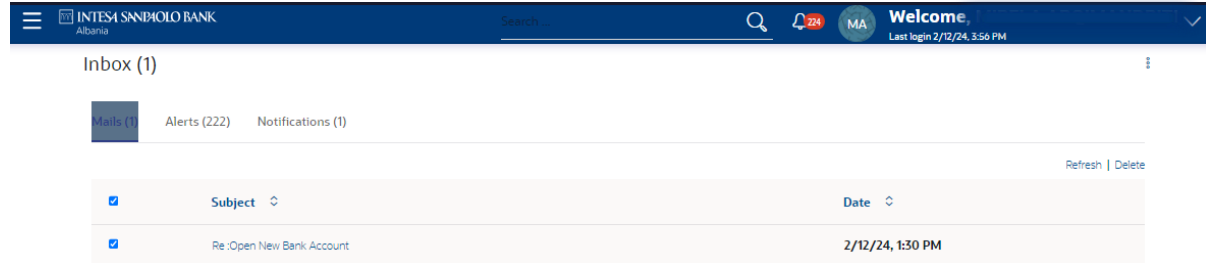 INTESA SANPAOLO BANK
Albania
Search ...
224
MA
Welcome,
Last login 2/12/24, 3:56 PM
Inbox (1)
Mails (1) Alerts (222) Notifications (1)
Refresh | Delete
Subject Date
Re :Open New Bank Account 2/12/24, 1:30 PM